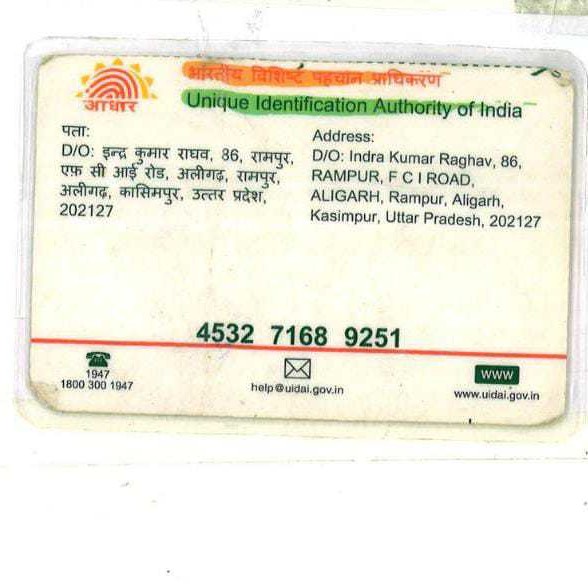 भारतीय विशिष्ट पहचान प्राधिकरण
Unique Identification Authority of India
आधार
पता:
D/O: इन्द्र कुमार राघव, 86, रामपुर,
एफ़ सी आई रोड, अलीगढ़, रामपुर,
अलीगढ़, कासिमपुर, उत्तर प्रदेश,
202127
Address:
D/O: Indra Kumar Raghav, 86,
RAMPUR, F C I ROAD,
ALIGARH, Rampur, Aligarh,
Kasimpur, Uttar Pradesh, 202127
4532 7168 9251
1947
1800 300 1947
help@uidai.gov.in
WWW
www.uidai.gov.in